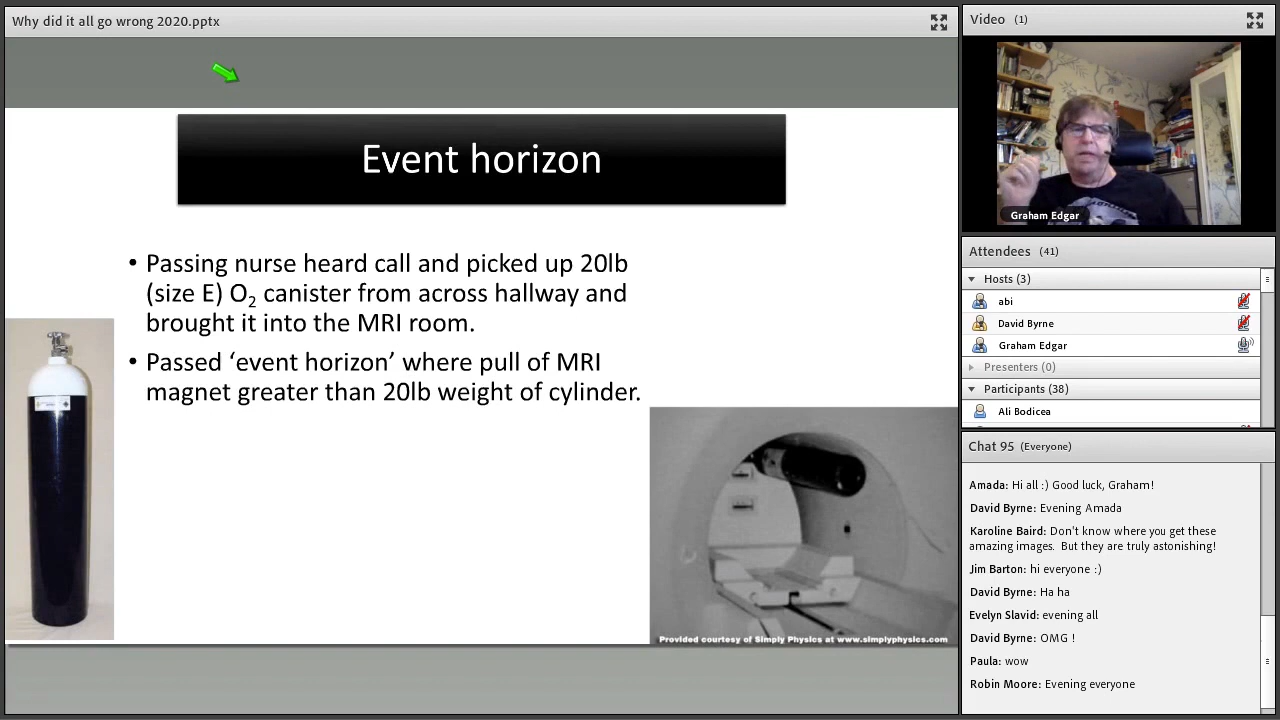 Why did it all go wrong 2020.pptx
Event horizon
• Passing nurse heard call and picked up 20lb
(size E) O₂ canister from across hallway and
brought it into the MRI room.
• Passed ‘event horizon’ where pull of MRI
magnet greater than 20lb weight of cylinder.
Provided courtesy of Simply Physics at www.simplyphysics.com
Video (1)
Graham Edgar
Attendees (41)
Hosts (3)
abi
David Byrne
Graham Edgar
Presenters (0)
Participants (38)
Ali Bodicea
Chat 95 (Everyone)
Amada: Hi all :) Good luck, Graham!
David Byrne: Evening Amada
Karoline Baird: Don't know where you get these
amazing images. But they are truly astonishing!
Jim Barton: hi everyone :)
David Byrne: Ha ha
Evelyn Slavid: evening all
David Byrne: OMG !
Paula: wow
Robin Moore: Evening everyone